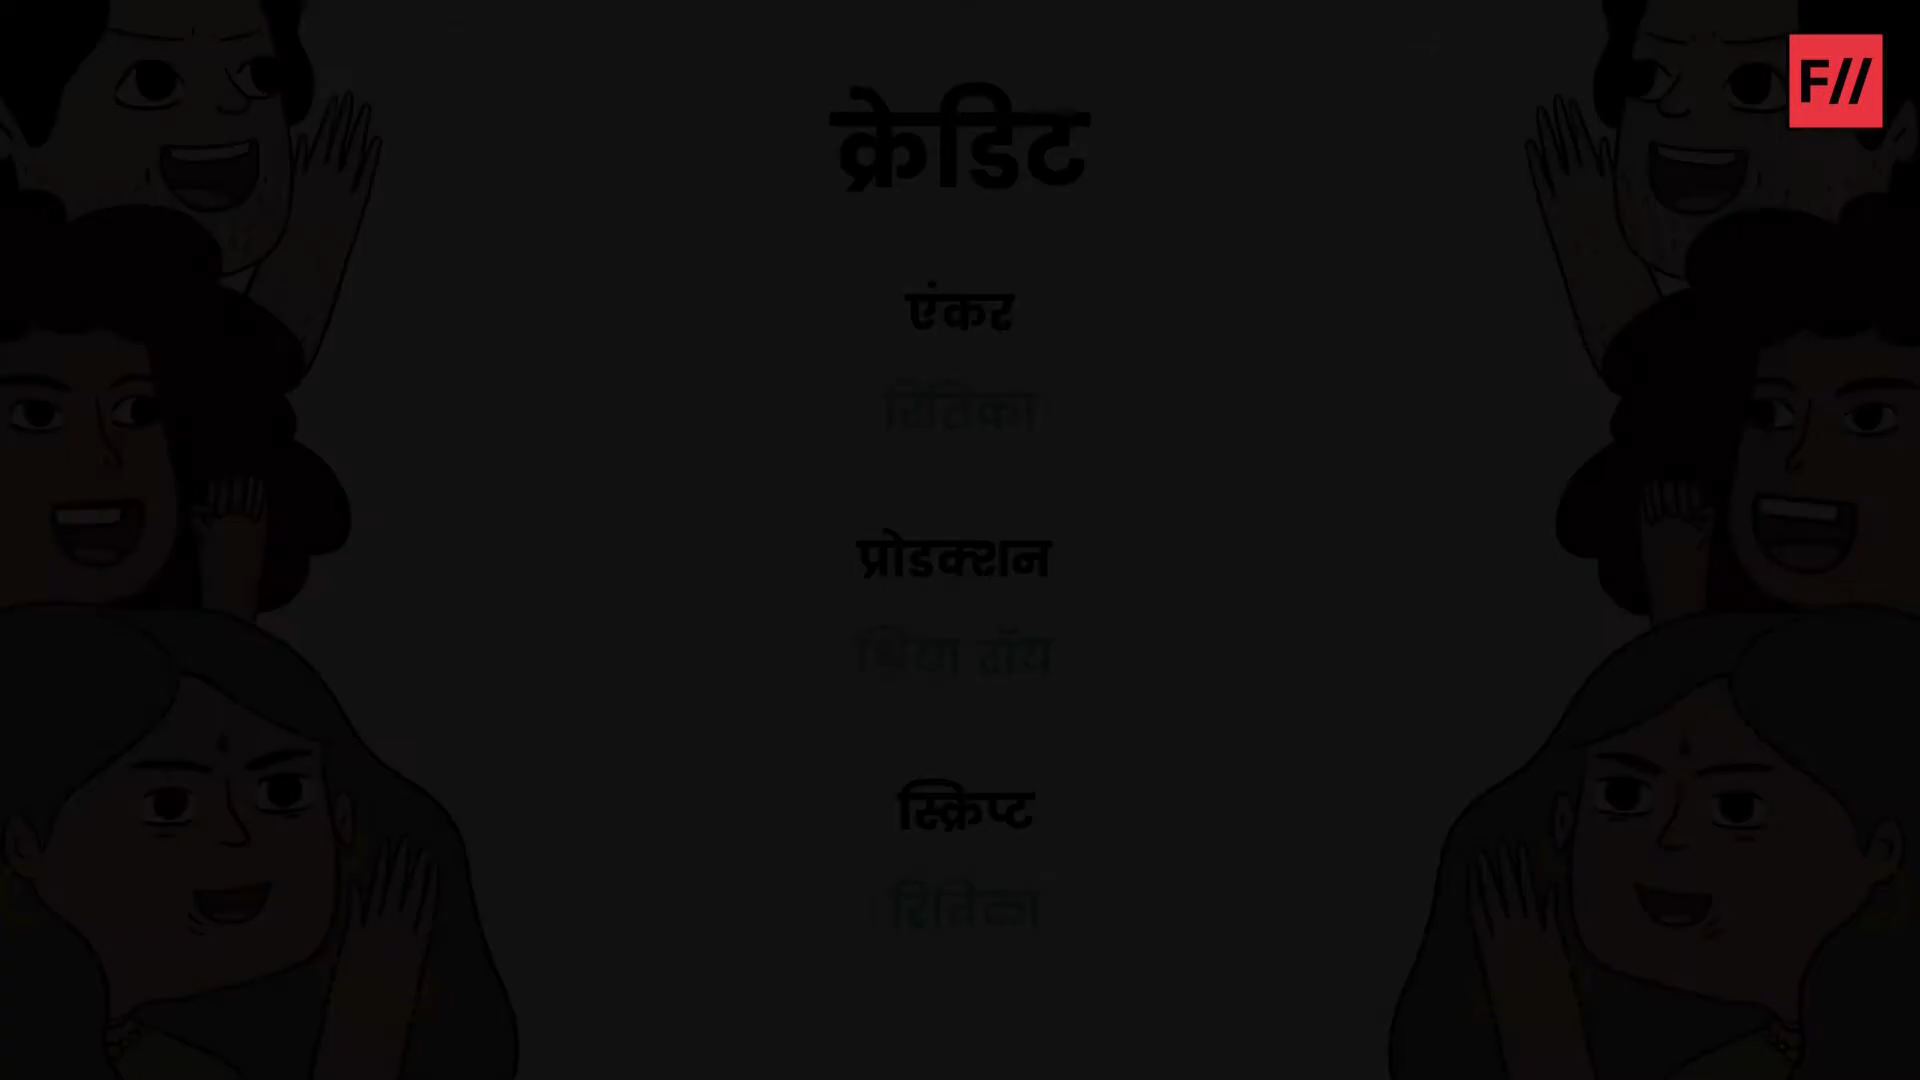 F//
क्रेडिट
एंकर
प्रोडक्शन
श्रिया रॉय
स्क्रिप्ट